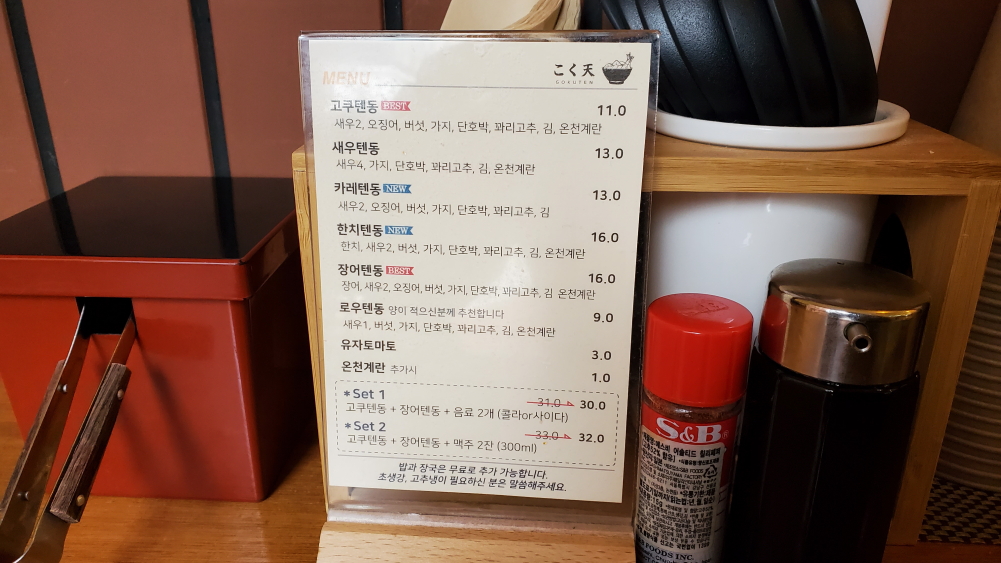 MENU
こく天
GOKUTEN
고쿠텐동 BEST 11.0
새우2, 오징어, 버섯, 가지, 단호박, 꽈리고추, 김, 온천계란
새우텐동 13.0
새우4, 가지, 단호박, 꽈리고추, 김, 온천계란
카레텐동 NEW 13.0
새우2, 오징어, 버섯, 가지, 단호박, 꽈리고추, 김
한치텐동 NEW 16.0
한치, 새우2, 버섯, 가지, 단호박, 꽈리고추, 김, 온천계란
장어텐동 BEST 16.0
장어, 새우2, 오징어, 버섯, 가지, 단호박, 꽈리고추, 김 온천계란
로우텐동 양이 적으신분께 추천합니다 9.0
새우1, 버섯, 가지, 단호박, 꽈리고추, 김, 온천계란
유자토마토 3.0
온천계란 추가시 1.0
*Set 1 31.0 30.0
고쿠텐동 + 장어텐동 + 음료 2개 (콜라or사이다)
*Set 2 33.0 32.0
고쿠텐동 + 장어텐동 + 맥주 2잔 (300ml)
밥과 장국은 무료로 추가 가능합니다.
초생강, 고추냉이 필요하신 분은 말씀해주세요.
S&B
FOODS INC.